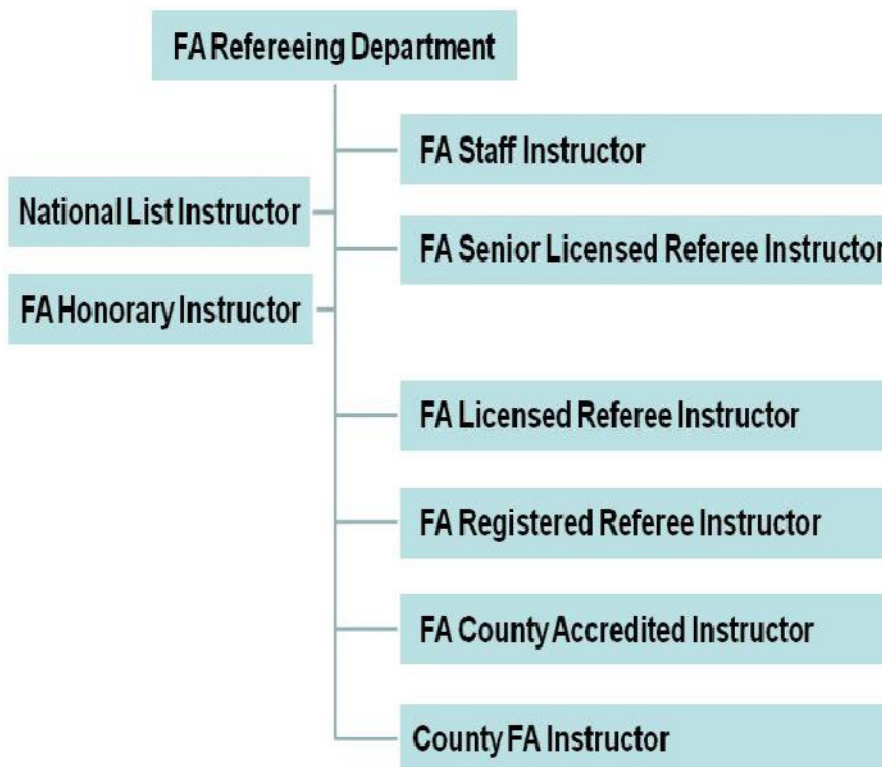 FA Refereeing Department
FA Staff Instructor
National List Instructor
FA Senior Licensed Referee Instructor
FA Honorary Instructor
FA Licensed Referee Instructor
FA Registered Referee Instructor
FA County Accredited Instructor
County FA Instructor